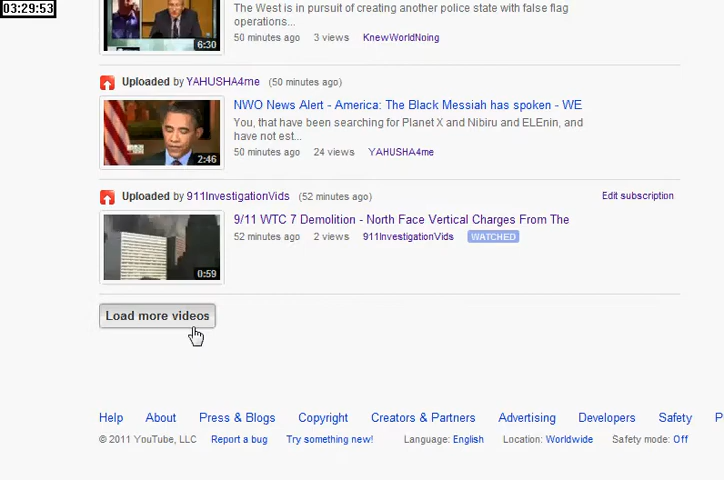 03:29:53
The West is in pursuit of creating another police state with false flag
operations...
6:30
50 minutes ago 3 views KnewWorldNoing
Uploaded by YAHUSHA4me (50 minutes ago)
NWO News Alert - America: The Black Messiah has spoken - WE
You, that have been searching for Planet X and Nibiru and ELEnin, and
have not est...
2:46
50 minutes ago 24 views YAHUSHA4me
Uploaded by 911InvestigationVids (52 minutes ago) Edit subscription
9/11 WTC 7 Demolition - North Face Vertical Charges From The
52 minutes ago 2 views 911InvestigationVids WATCHED
0:59
Load more videos
Help About Press & Blogs Copyright Creators & Partners Advertising Developers Safety P
© 2011 YouTube, LLC Report a bug Try something new! Language: English Location: Worldwide Safety mode: Off